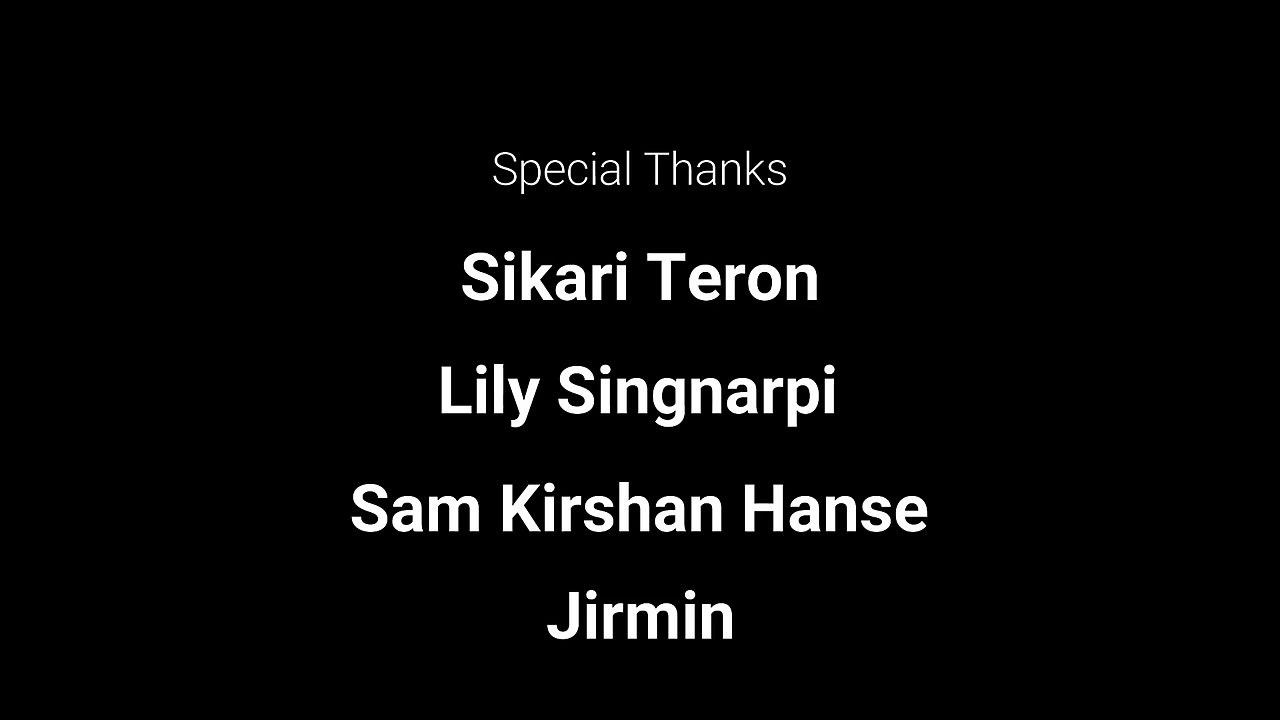 Special Thanks
Sikari Teron
Lily Singnarpi
Sam Kirshan Hanse
Jirmin